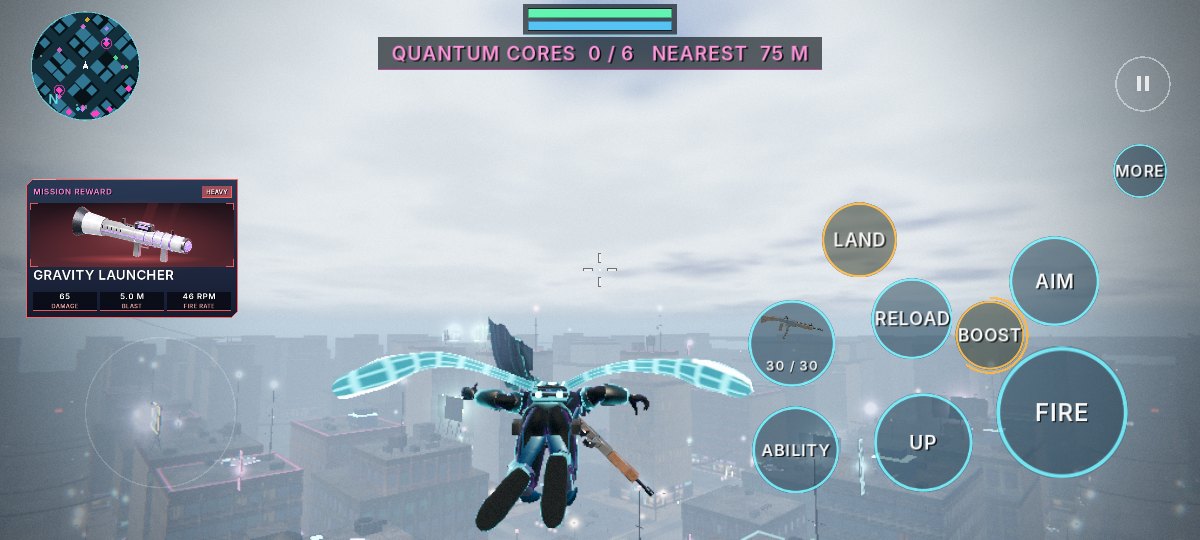 QUANTUM CORES 0 / 6 NEAREST 75 M
N
MORE
MISSION REWARD
HEAVY
GRAVITY LAUNCHER
65 5.0 M 46 RPM
DAMAGE BLAST FIRE RATE
LAND
AIM
RELOAD
BOOST
30 / 30
FIRE
UP
ABILITY